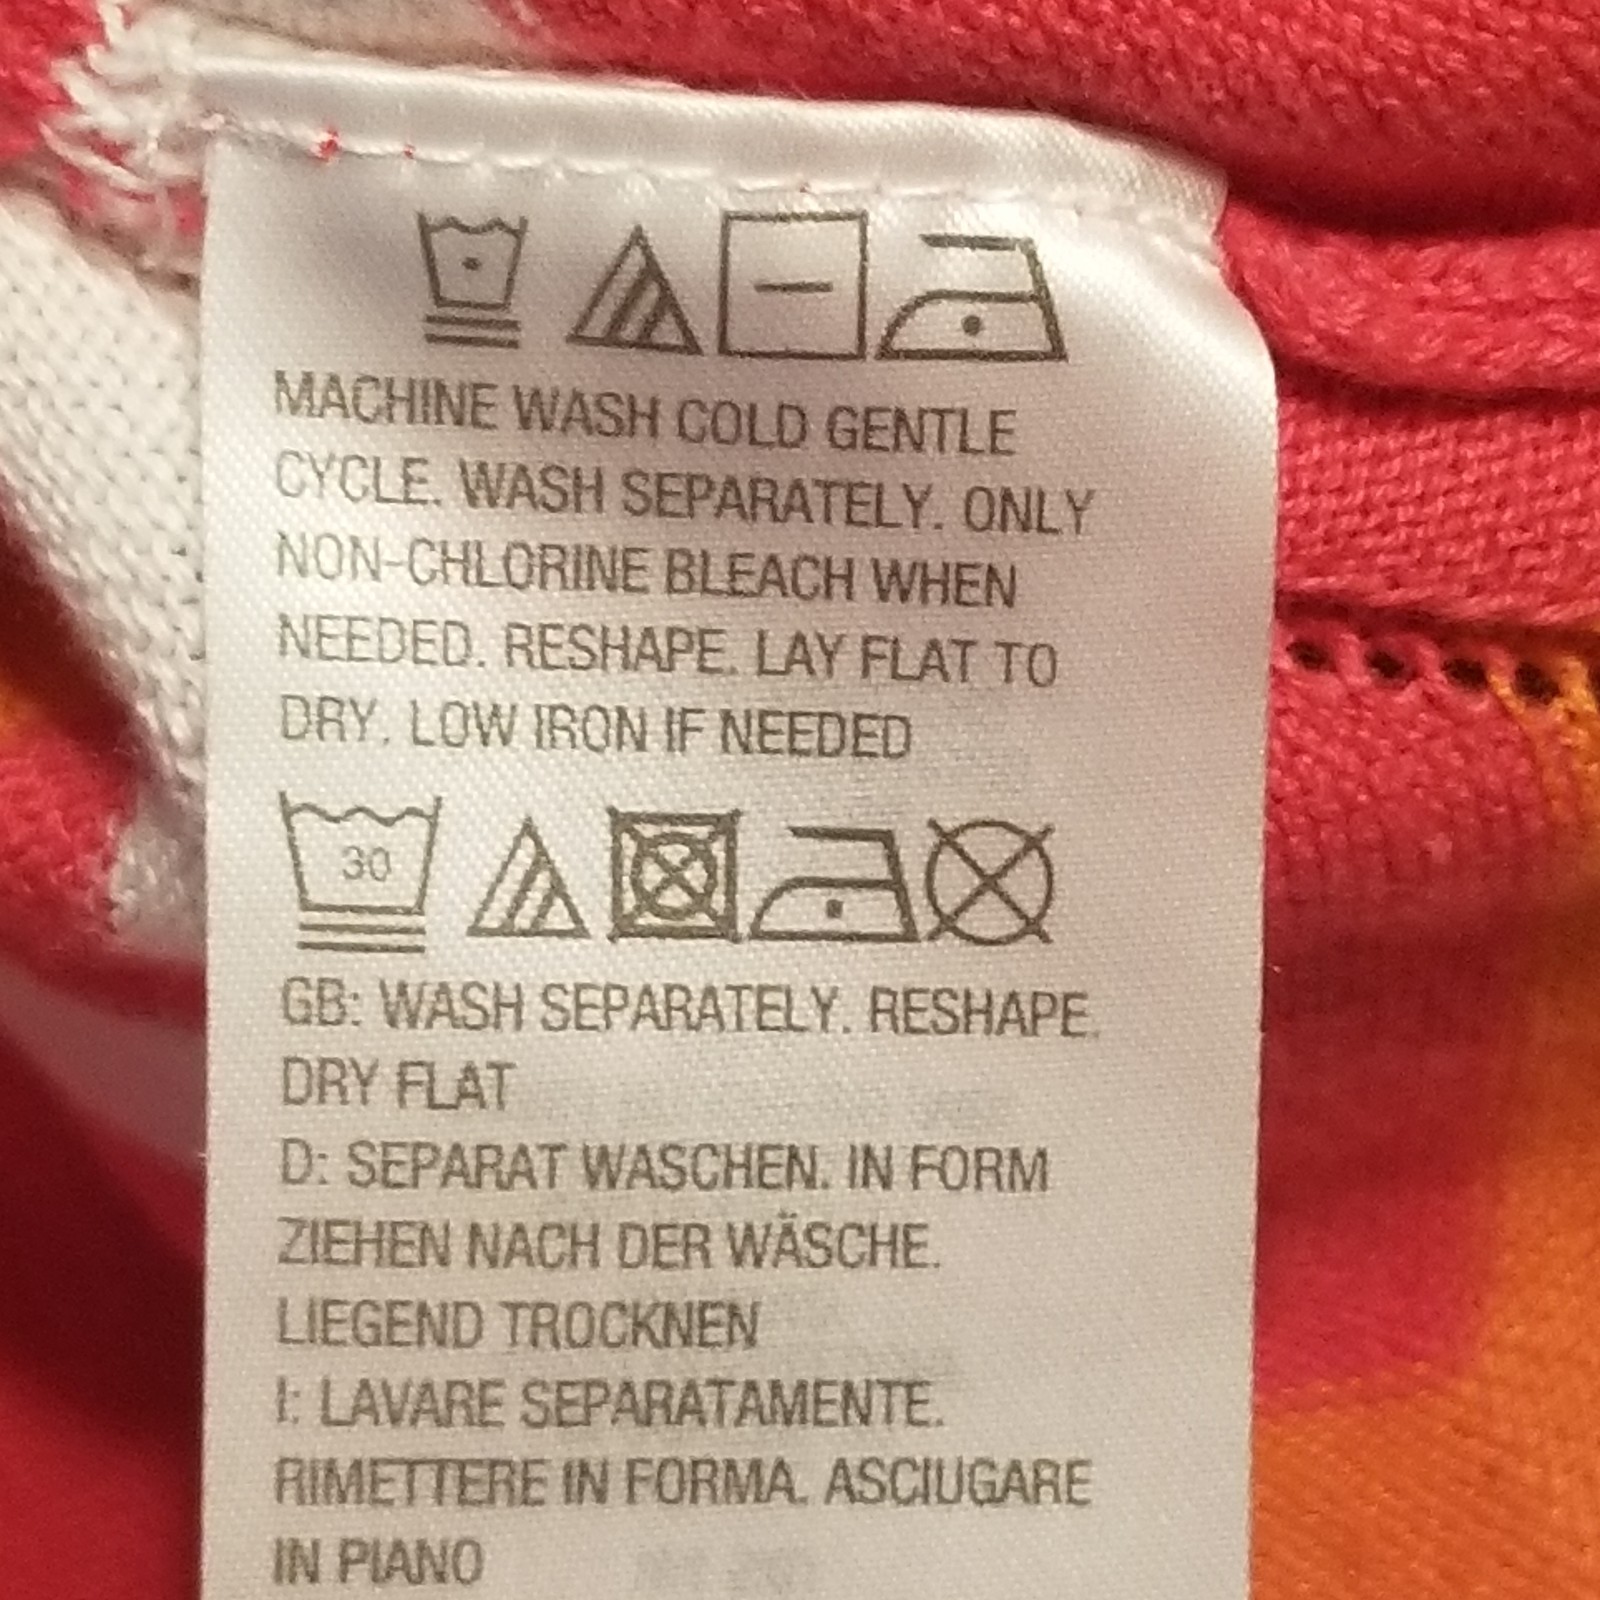 MACHINE WASH COLD GENTLE
CYCLE. WASH SEPARATELY. ONLY
NON-CHLORINE BLEACH WHEN
NEEDED. RESHAPE. LAY FLAT TO
DRY. LOW IRON IF NEEDED
30
GB: WASH SEPARATELY. RESHAPE.
DRY FLAT
D: SEPARAT WASCHEN. IN FORM
ZIEHEN NACH DER WÄSCHE.
LIEGEND TROCKNEN
I: LAVARE SEPARATAMENTE.
RIMETTERE IN FORMA. ASCIUGARE
IN PIANO